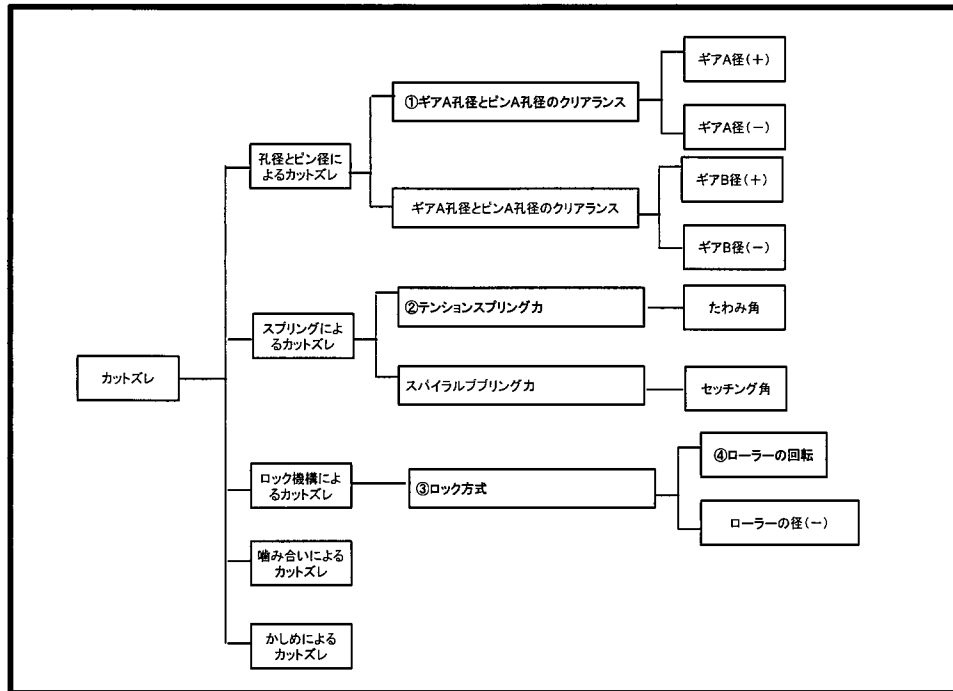 ギアA径(+)
①ギアA孔径とピンA孔径のクリアランス
ギアA径(−)
孔径とピン径に
よるカットズレ
ギアB径(+)
ギアA孔径とピンA孔径のクリアランス
ギアB径(−)
②テンションスプリング力
たわみ角
スプリングによ
るカットズレ
カットズレ
スパイラルブプリング力
セッチング角
④ローラーの回転
ロック機構によ
るカットズレ
③ロック方式
ローラーの径(−)
噛み合いによる
カットズレ
かしめによる
カットズレ